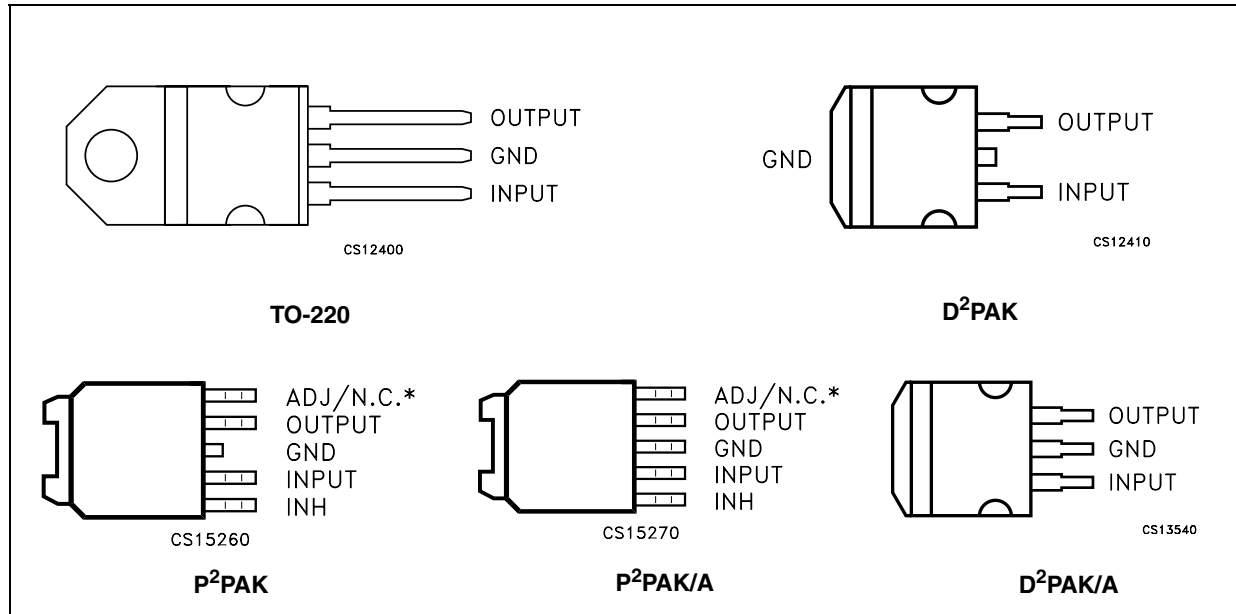 OUTPUT
GND
INPUT
CS12400
TO-220
GND
OUTPUT
INPUT
CS12410
D²PAK
ADJ/N.C.*
OUTPUT
GND
INPUT
INH
CS15260
P²PAK
ADJ/N.C.*
OUTPUT
GND
INPUT
INH
CS15270
P²PAK/A
OUTPUT
GND
INPUT
CS13540
D²PAK/A